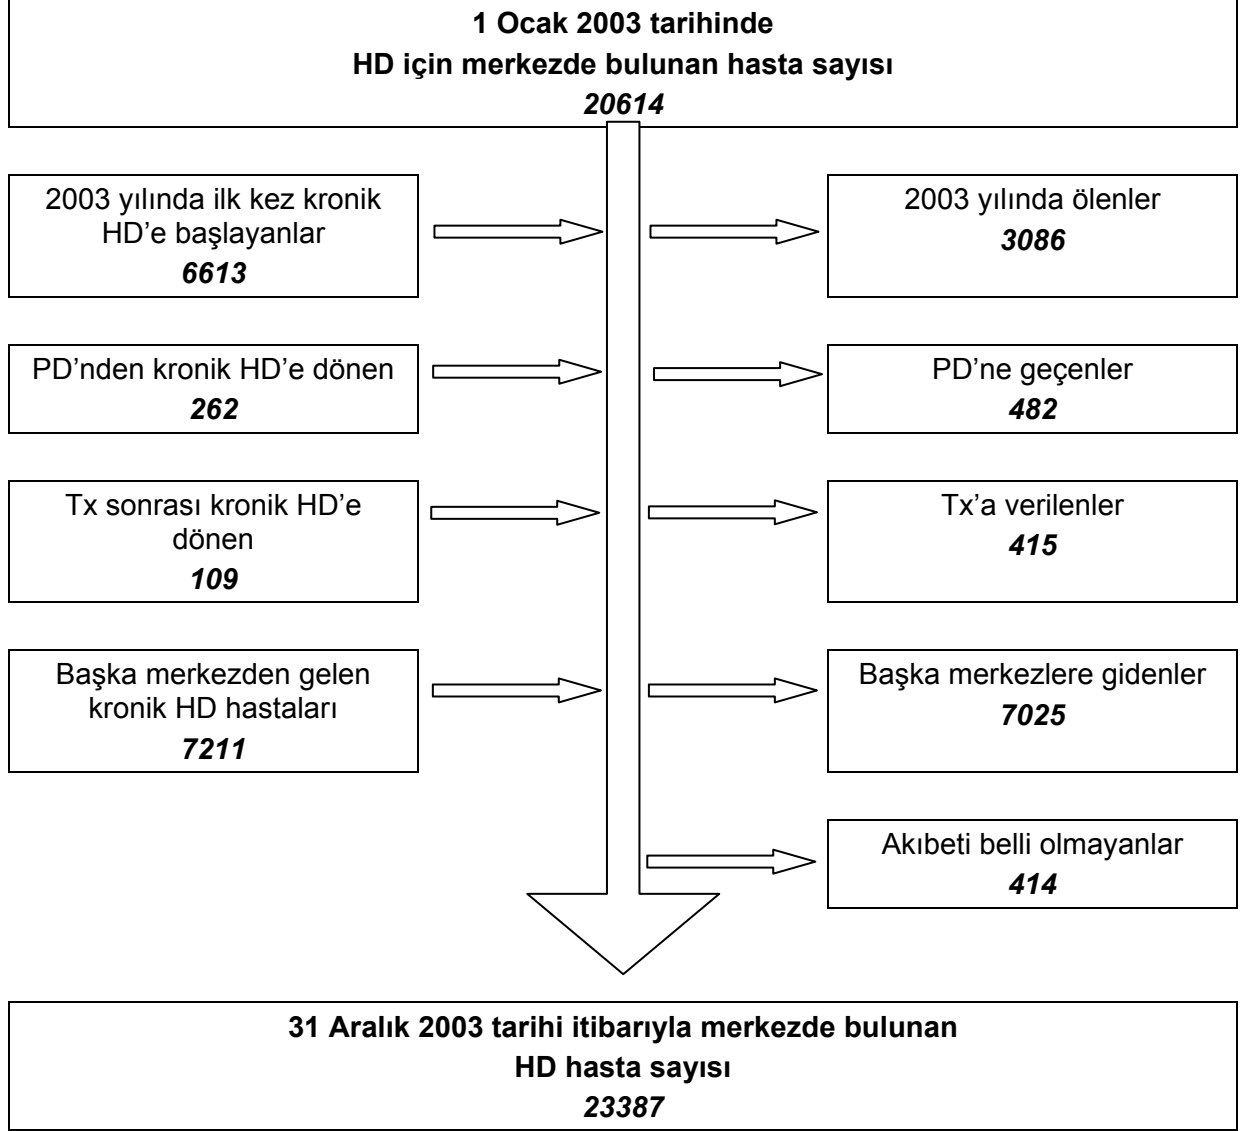 1 Ocak 2003 tarihinde
HD için merkezde bulunan hasta sayısı
20614
2003 yılında ilk kez kronik
HD’e başlayanlar
6613
2003 yılında ölenler
3086
PD’nden kronik HD’e dönen
262
PD’ne geçenler
482
Tx sonrası kronik HD’e
dönen
109
Tx’a verilenler
415
Başka merkezden gelen
kronik HD hastaları
7211
Başka merkezlere gidenler
7025
Akıbeti belli olmayanlar
414
31 Aralık 2003 tarihi itibarıyla merkezde bulunan
HD hasta sayısı
23387